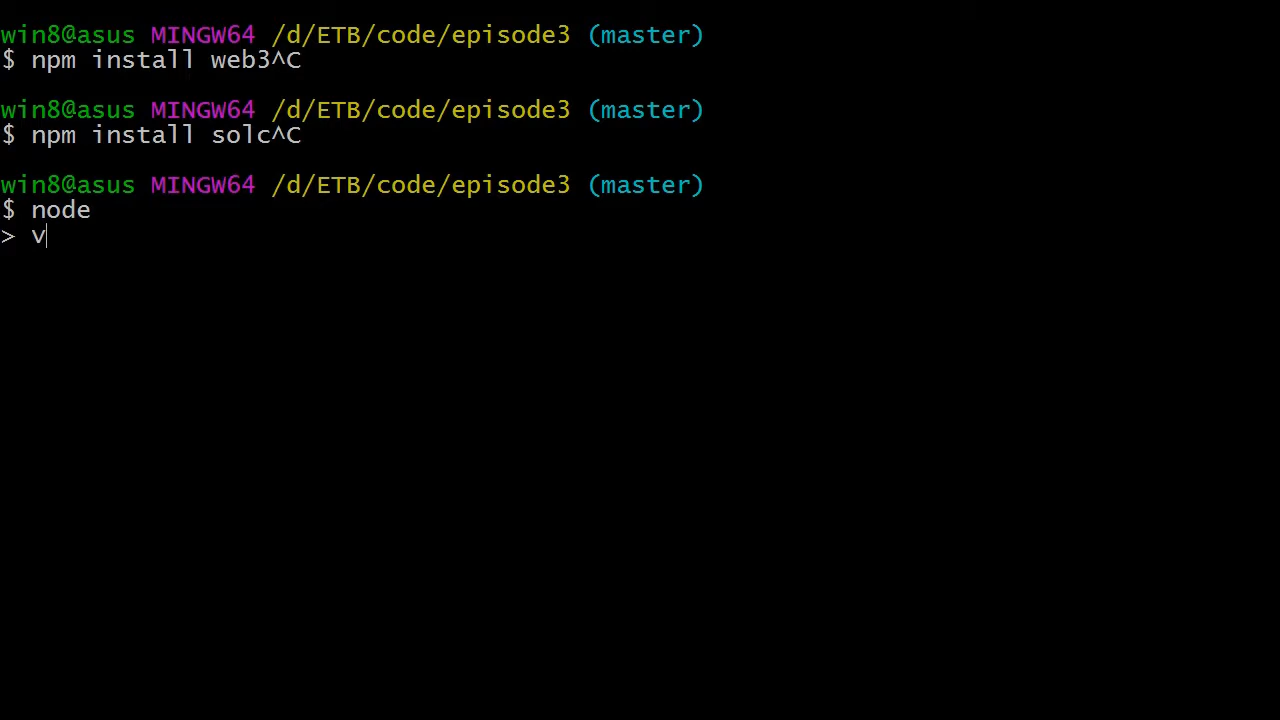 win8@asus MINGW64 /d/ETB/code/episode3 (master)
$ npm install web3^C
win8@asus MINGW64 /d/ETB/code/episode3 (master)
$ npm install solc^C
win8@asus MINGW64 /d/ETB/code/episode3 (master)
$ node
> v